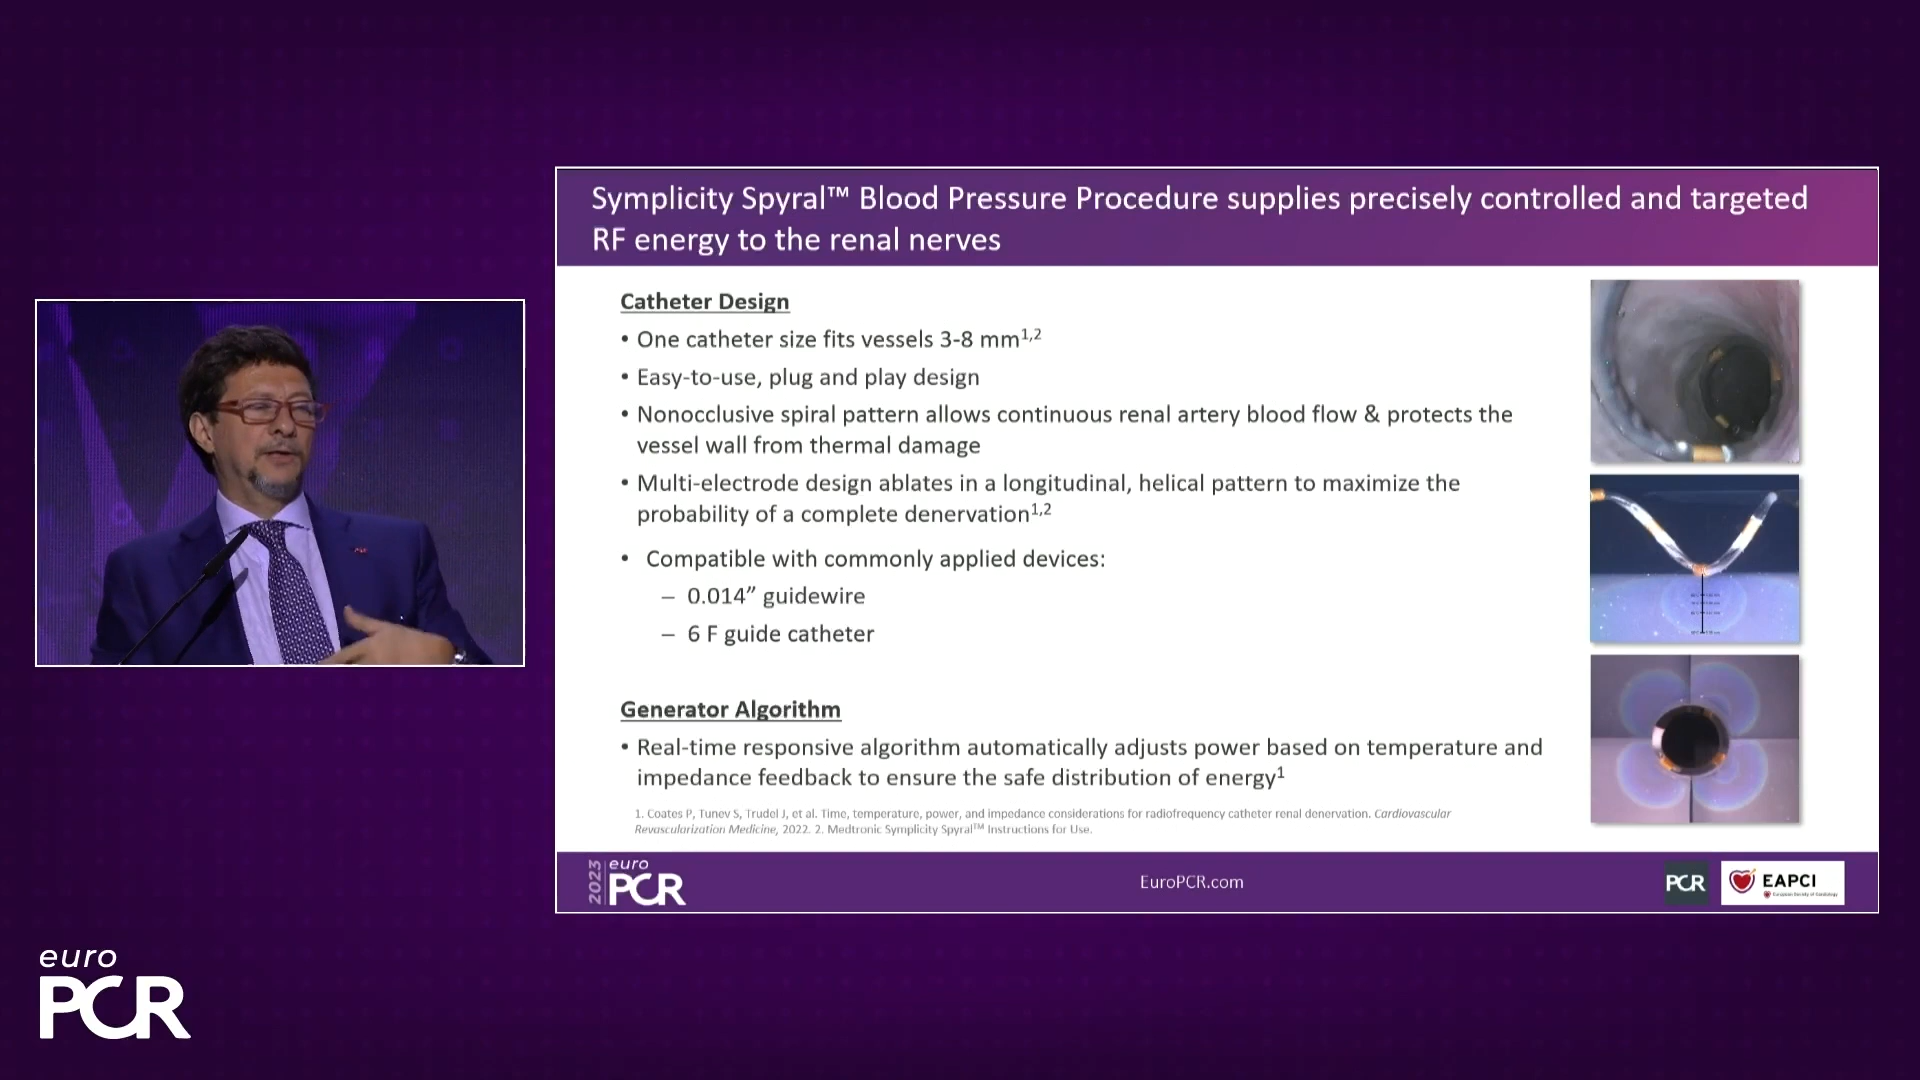 Symplicity Spyral™ Blood Pressure Procedure supplies precisely controlled and targeted
RF energy to the renal nerves
Catheter Design
• One catheter size fits vessels 3-8 mm1,2
• Easy-to-use, plug and play design
• Nonocclusive spiral pattern allows continuous renal artery blood flow & protects the
vessel wall from thermal damage
• Multi-electrode design ablates in a longitudinal, helical pattern to maximize the
probability of a complete denervation1,2
• Compatible with commonly applied devices:
– 0.014” guidewire
– 6 F guide catheter
Generator Algorithm
• Real-time responsive algorithm automatically adjusts power based on temperature and
impedance feedback to ensure the safe distribution of energy1
1. Coates P, Tunev S, Trudel J, et al. Time, temperature, power, and impedance considerations for radiofrequency catheter renal denervation. Cardiovascular
Revascularization Medicine, 2022. 2. Medtronic Symplicity Spyral™ Instructions for Use.
2023 euro
PCR
EuroPCR.com
PCR
EAPCI
European Society of Cardiology
euro
PCR